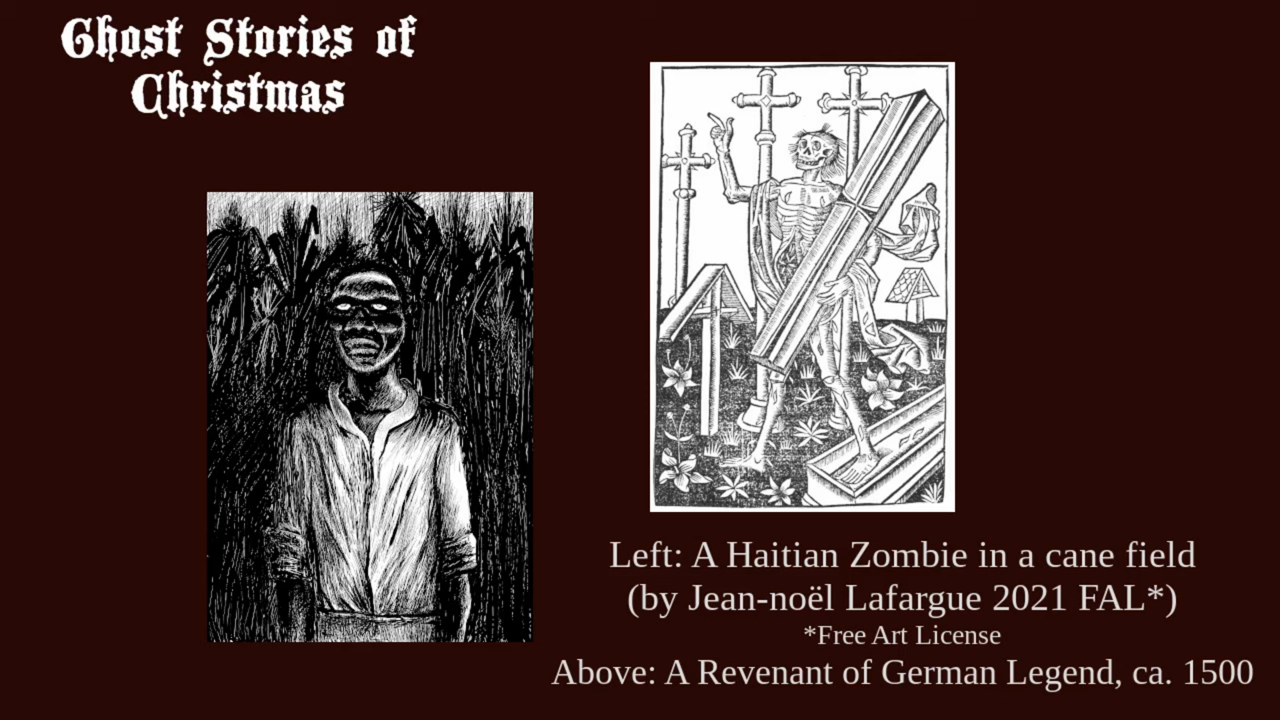 Ghost Stories of
Christmas
Left: A Haitian Zombie in a cane field
(by Jean-noël Lafargue 2021 FAL*)
*Free Art License
Above: A Revenant of German Legend, ca. 1500